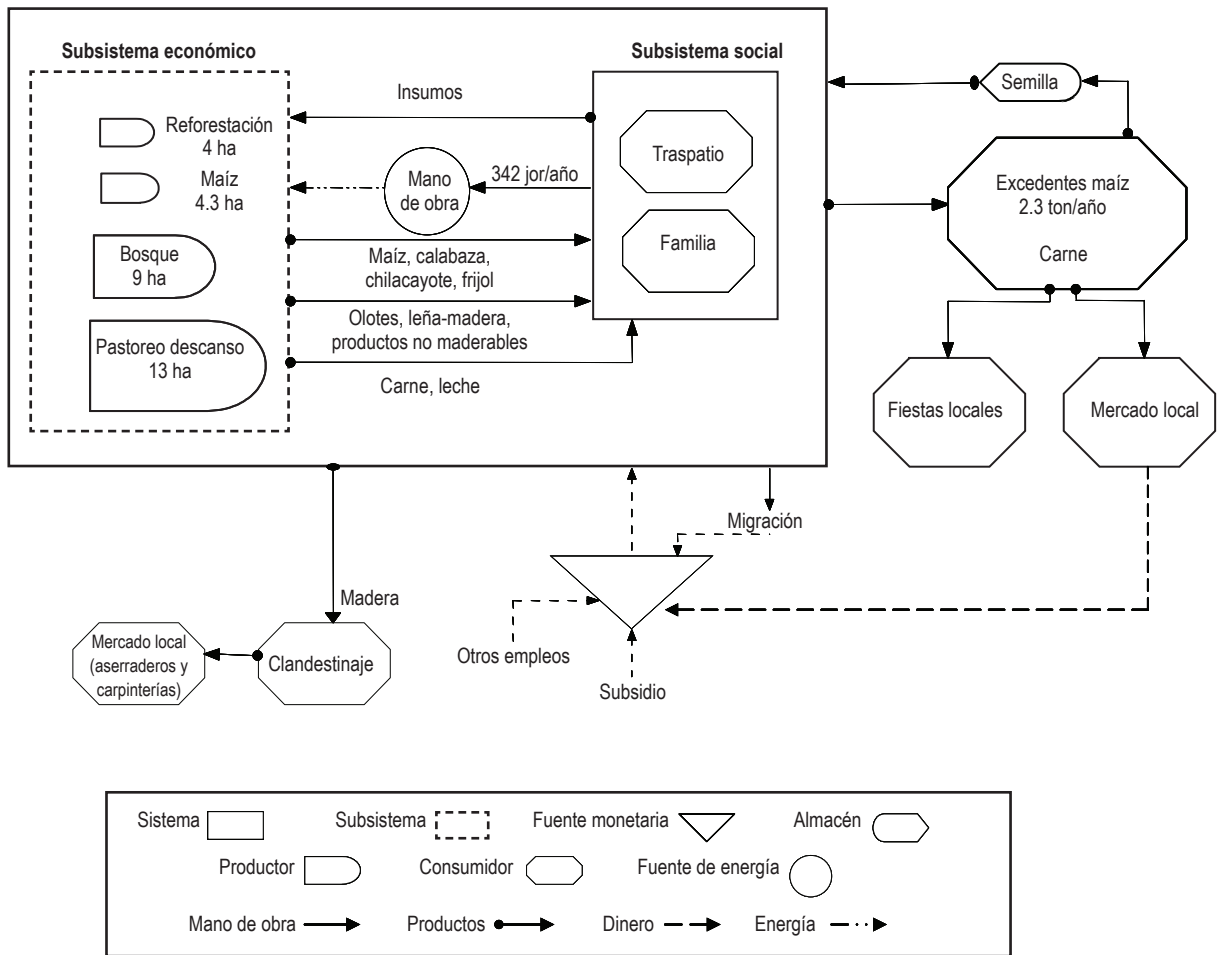 Subsistema económico
Subsistema social
Insumos
Semilla
Reforestación
4 ha
Traspatio
Maíz
4.3 ha
Mano
de obra
342 jor/año
Excedentes maíz
2.3 ton/año
Carne
Bosque
9 ha
Familia
Maíz, calabaza,
chilacayote, frijol
Olotes, leña-madera,
productos no maderables
Pastoreo descanso
13 ha
Carne, leche
Fiestas locales
Mercado local
Migración
Madera
Mercado local
(aserraderos y
carpinterías)
Clandestinaje
Otros empleos
Subsidio
Sistema
Subsistema
Fuente monetaria
Almacén
Productor
Consumidor
Fuente de energía
Mano de obra
Productos
Dinero
Energía